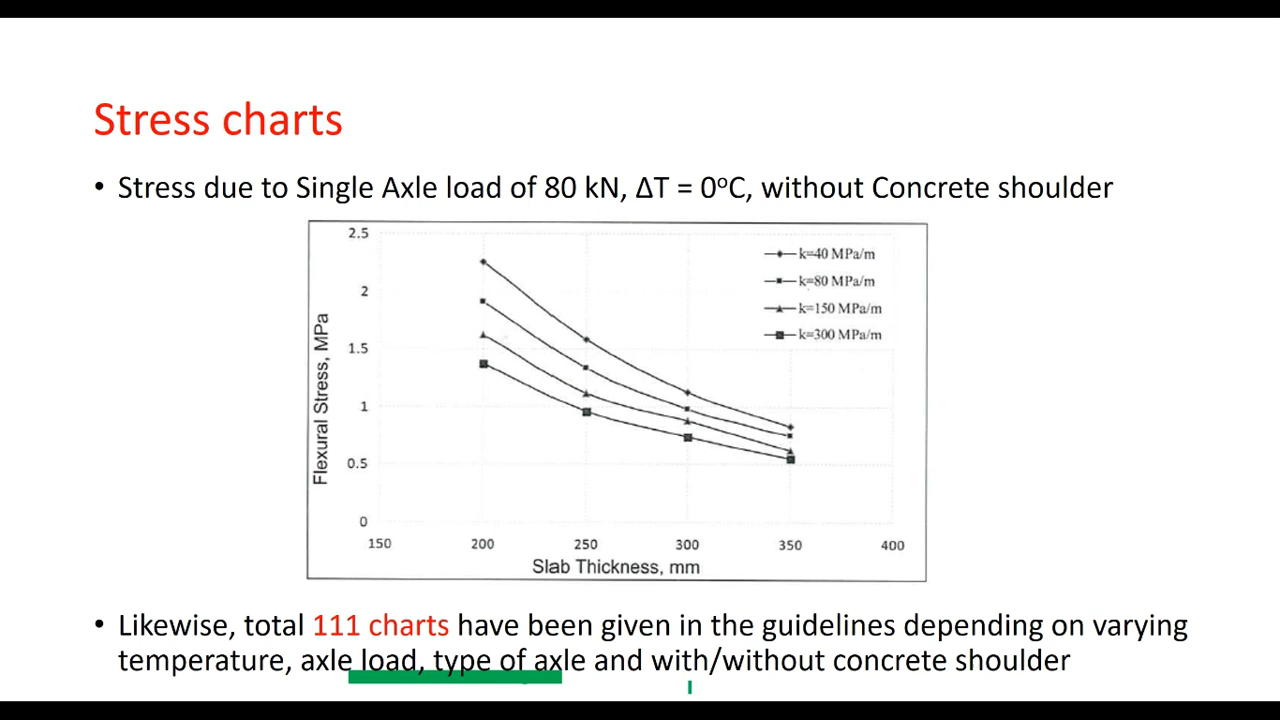 Stress charts
• Stress due to Single Axle load of 80 kN, ΔT = 0ᵒC, without Concrete shoulder
2.5
2
1.5
1
0.5
0
Flexural Stress, MPa
k=40 MPa/m
k=80 MPa/m
k=150 MPa/m
k=300 MPa/m
150 200 250 300 350 400
Slab Thickness, mm
• Likewise, total 111 charts have been given in the guidelines depending on varying
temperature, axle load, type of axle and with/without concrete shoulder